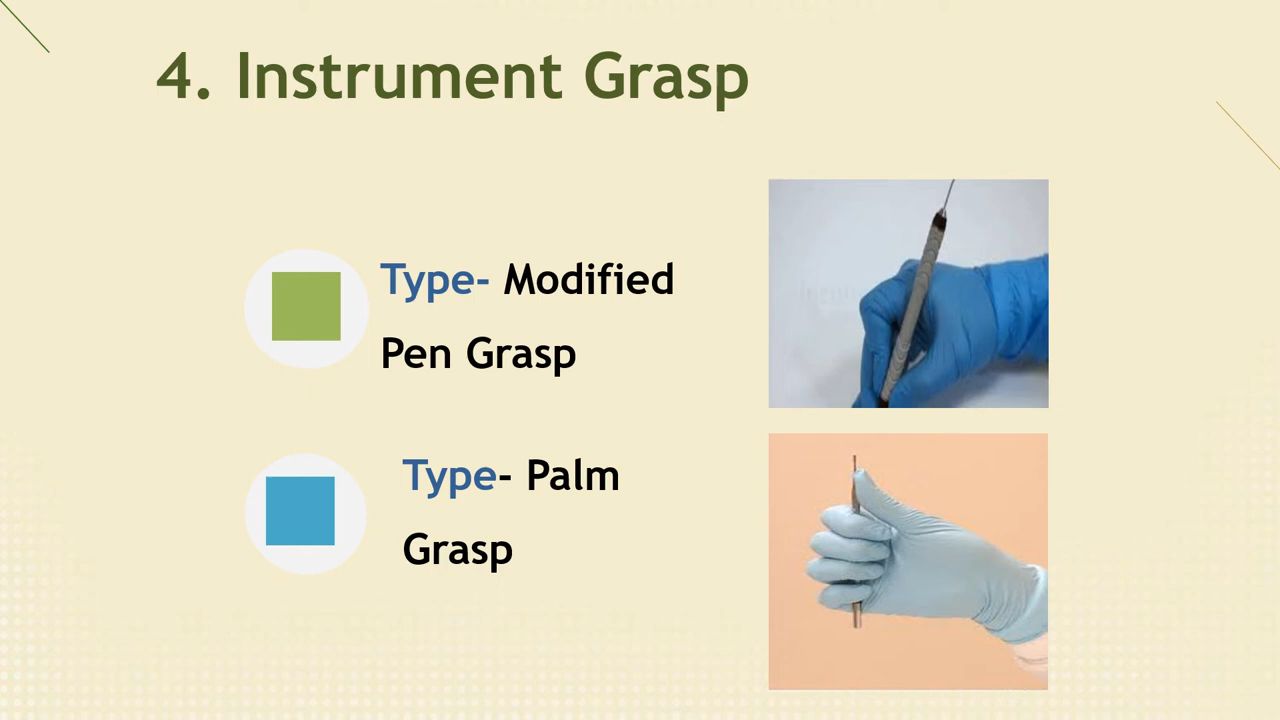 4. Instrument Grasp
Type- Modified
Pen Grasp
Type- Palm
Grasp